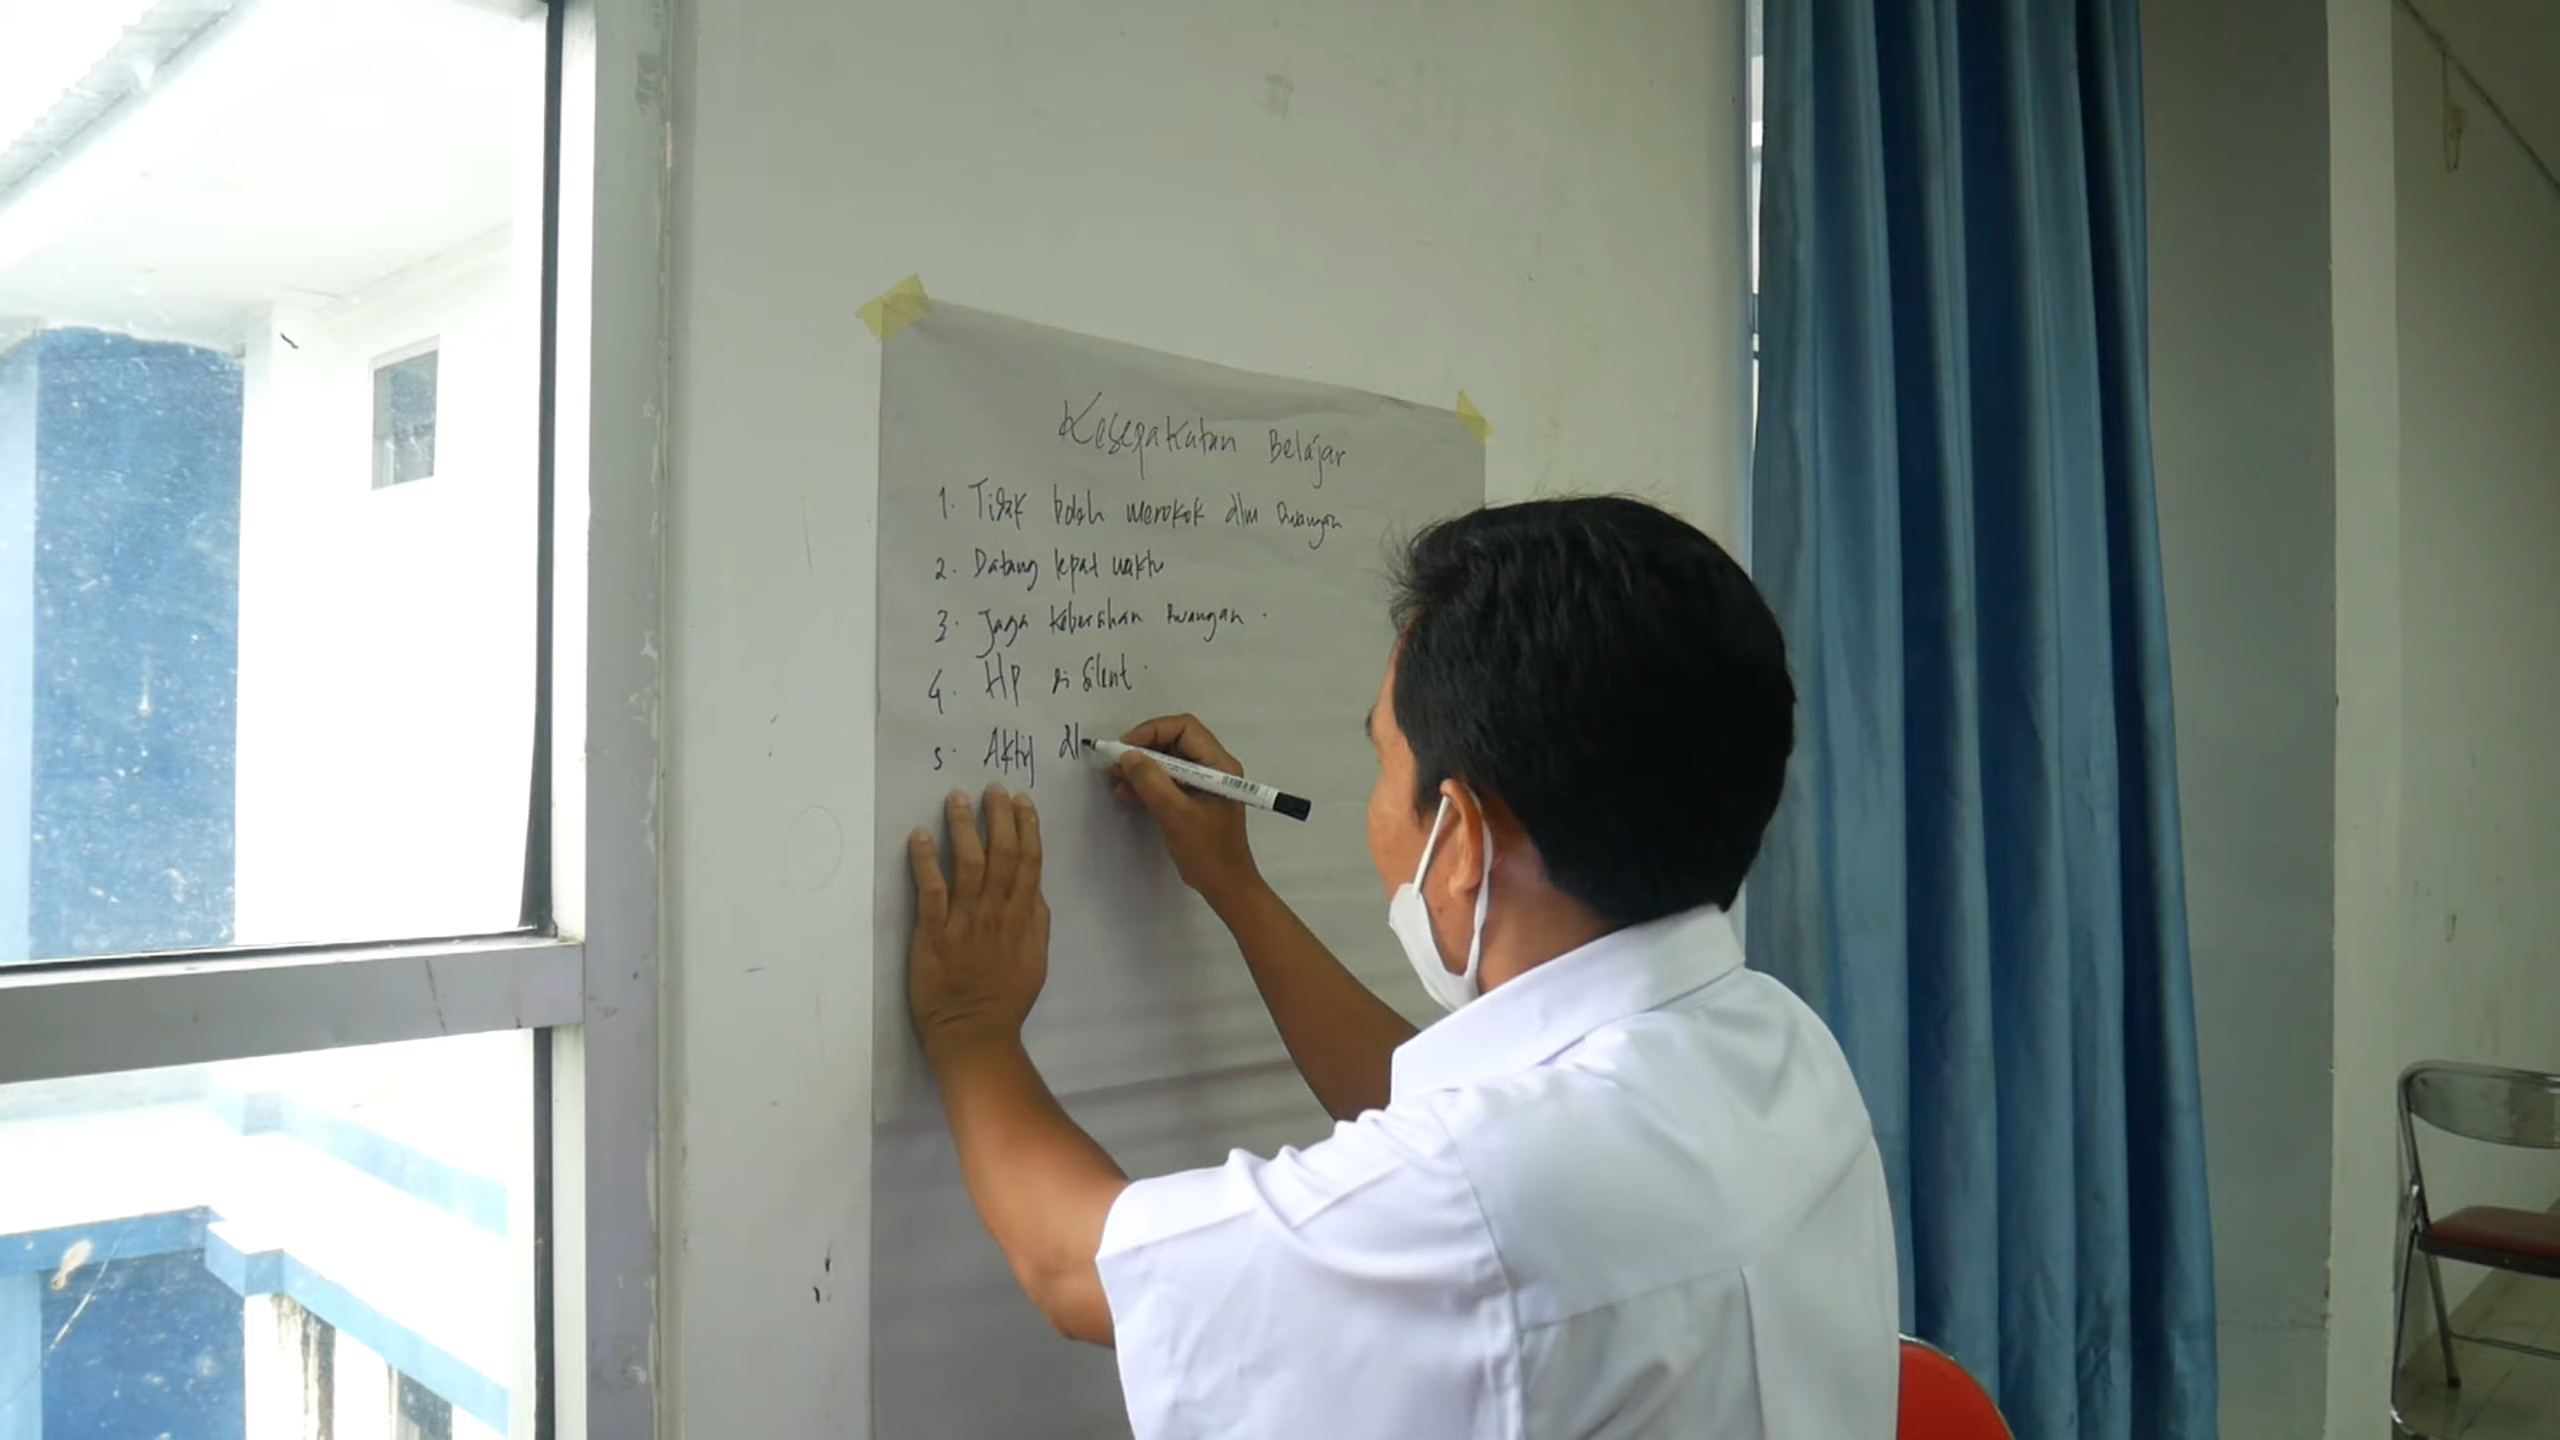 Kesepakatan Belajar
1. Tidak boleh merokok dlm Ruangan
2. Datang tepat waktu
3. Jaga kebersihan Ruangan.
4. HP di silent.
5. Aktif dl